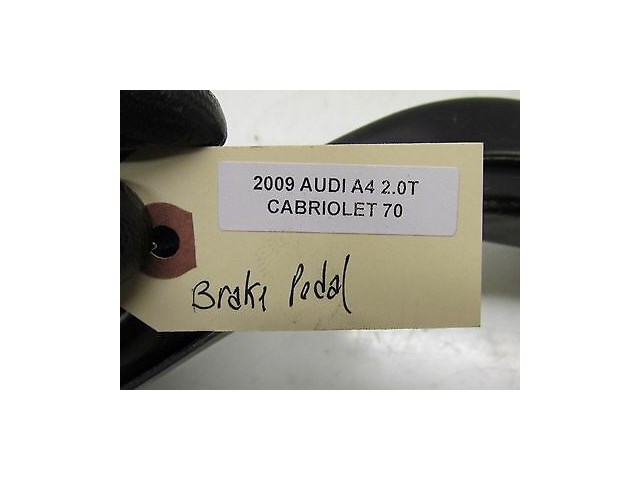 2009 AUDI A4 2.0T
CABRIOLET 70
Brake Pedal